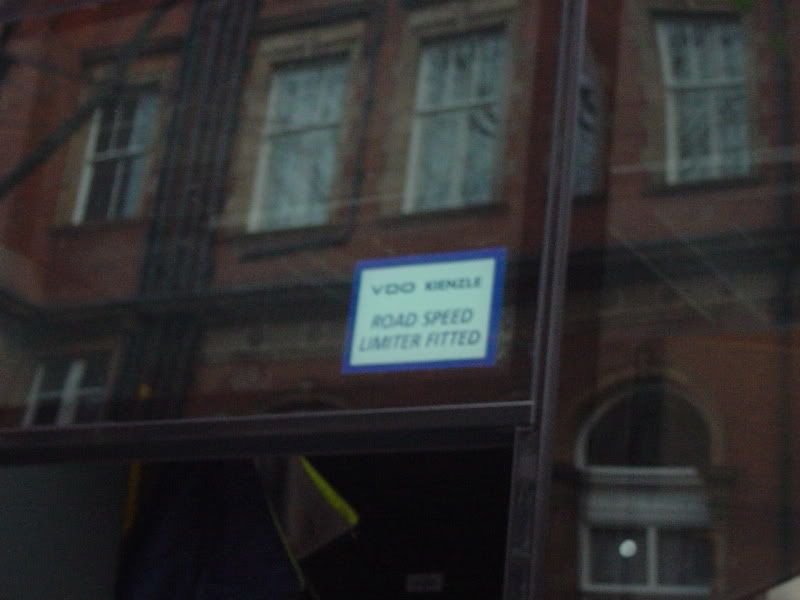 VDO KIENZLE
ROAD SPEED
LIMITER FITTED